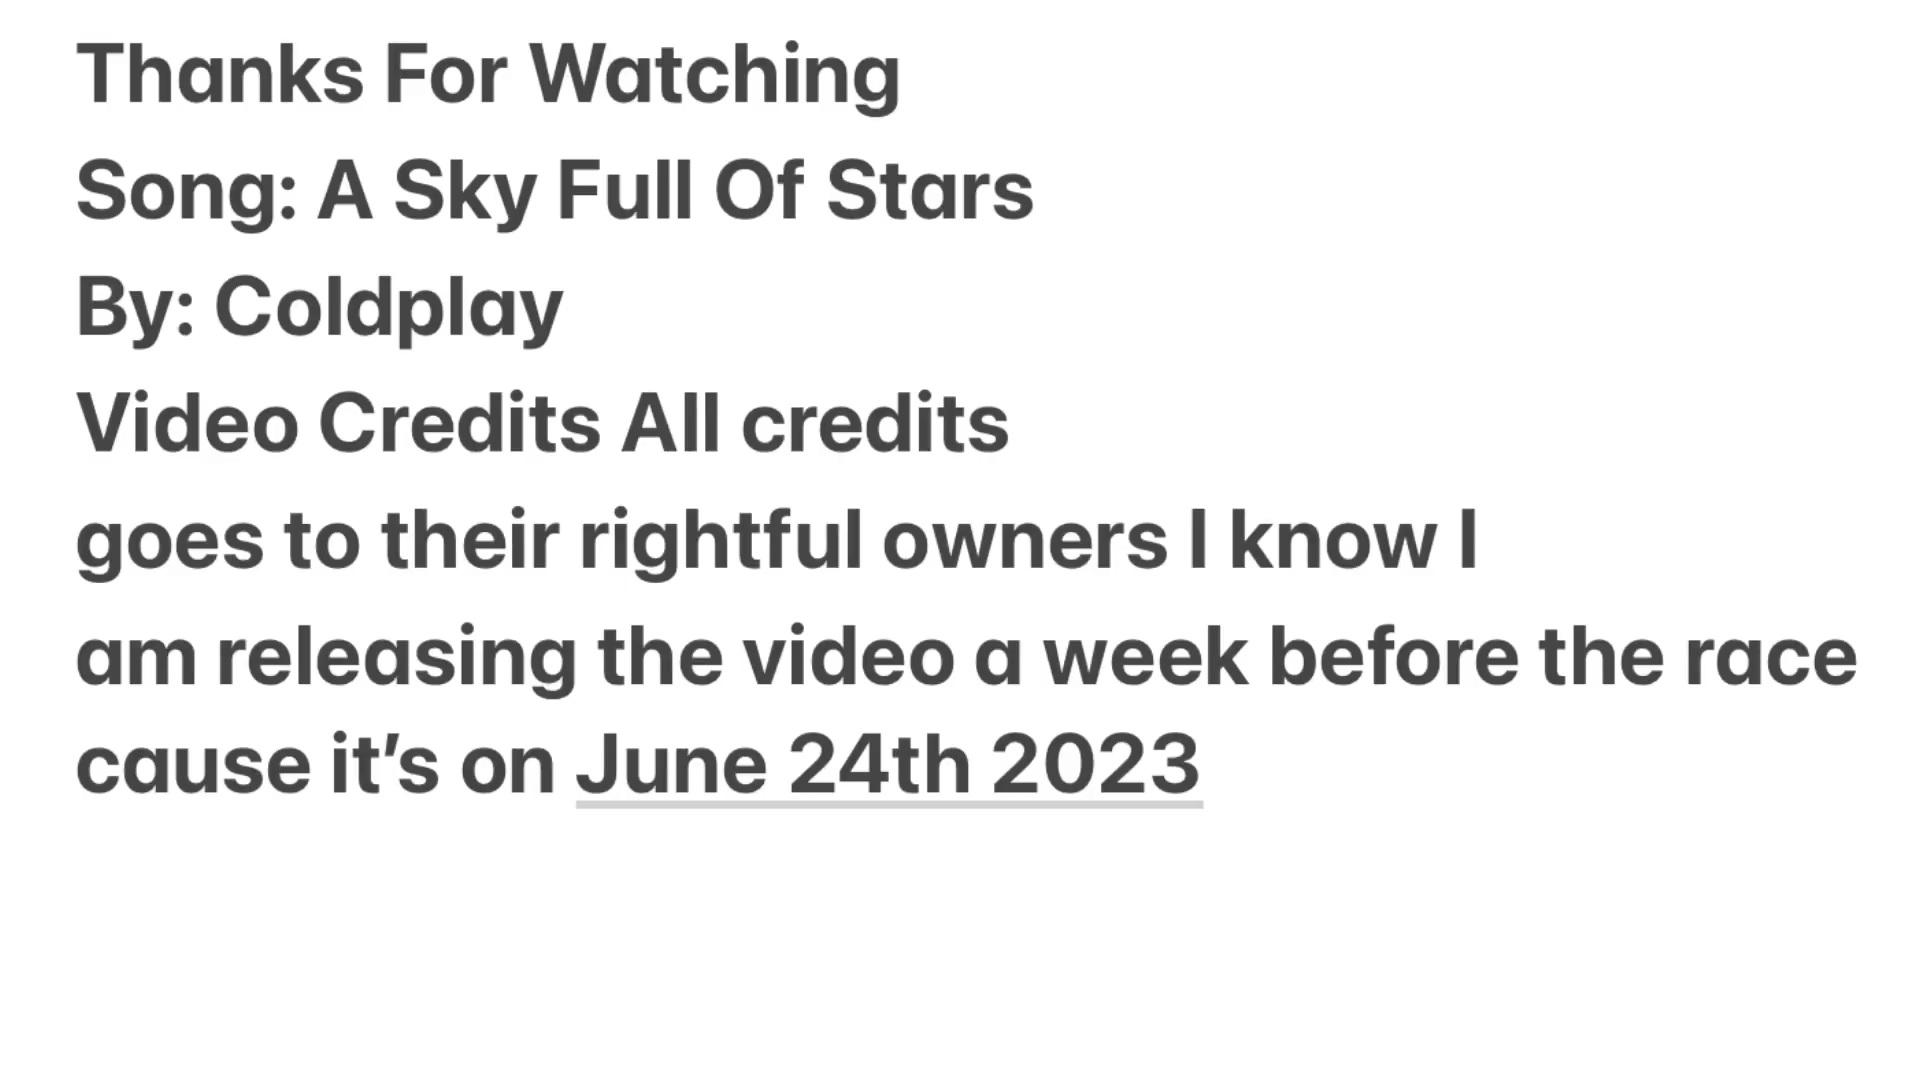 Thanks For Watching
Song: A Sky Full Of Stars
By: Coldplay
Video Credits All credits
goes to their rightful owners I know I
am releasing the video a week before the race
cause it’s on June 24th 2023